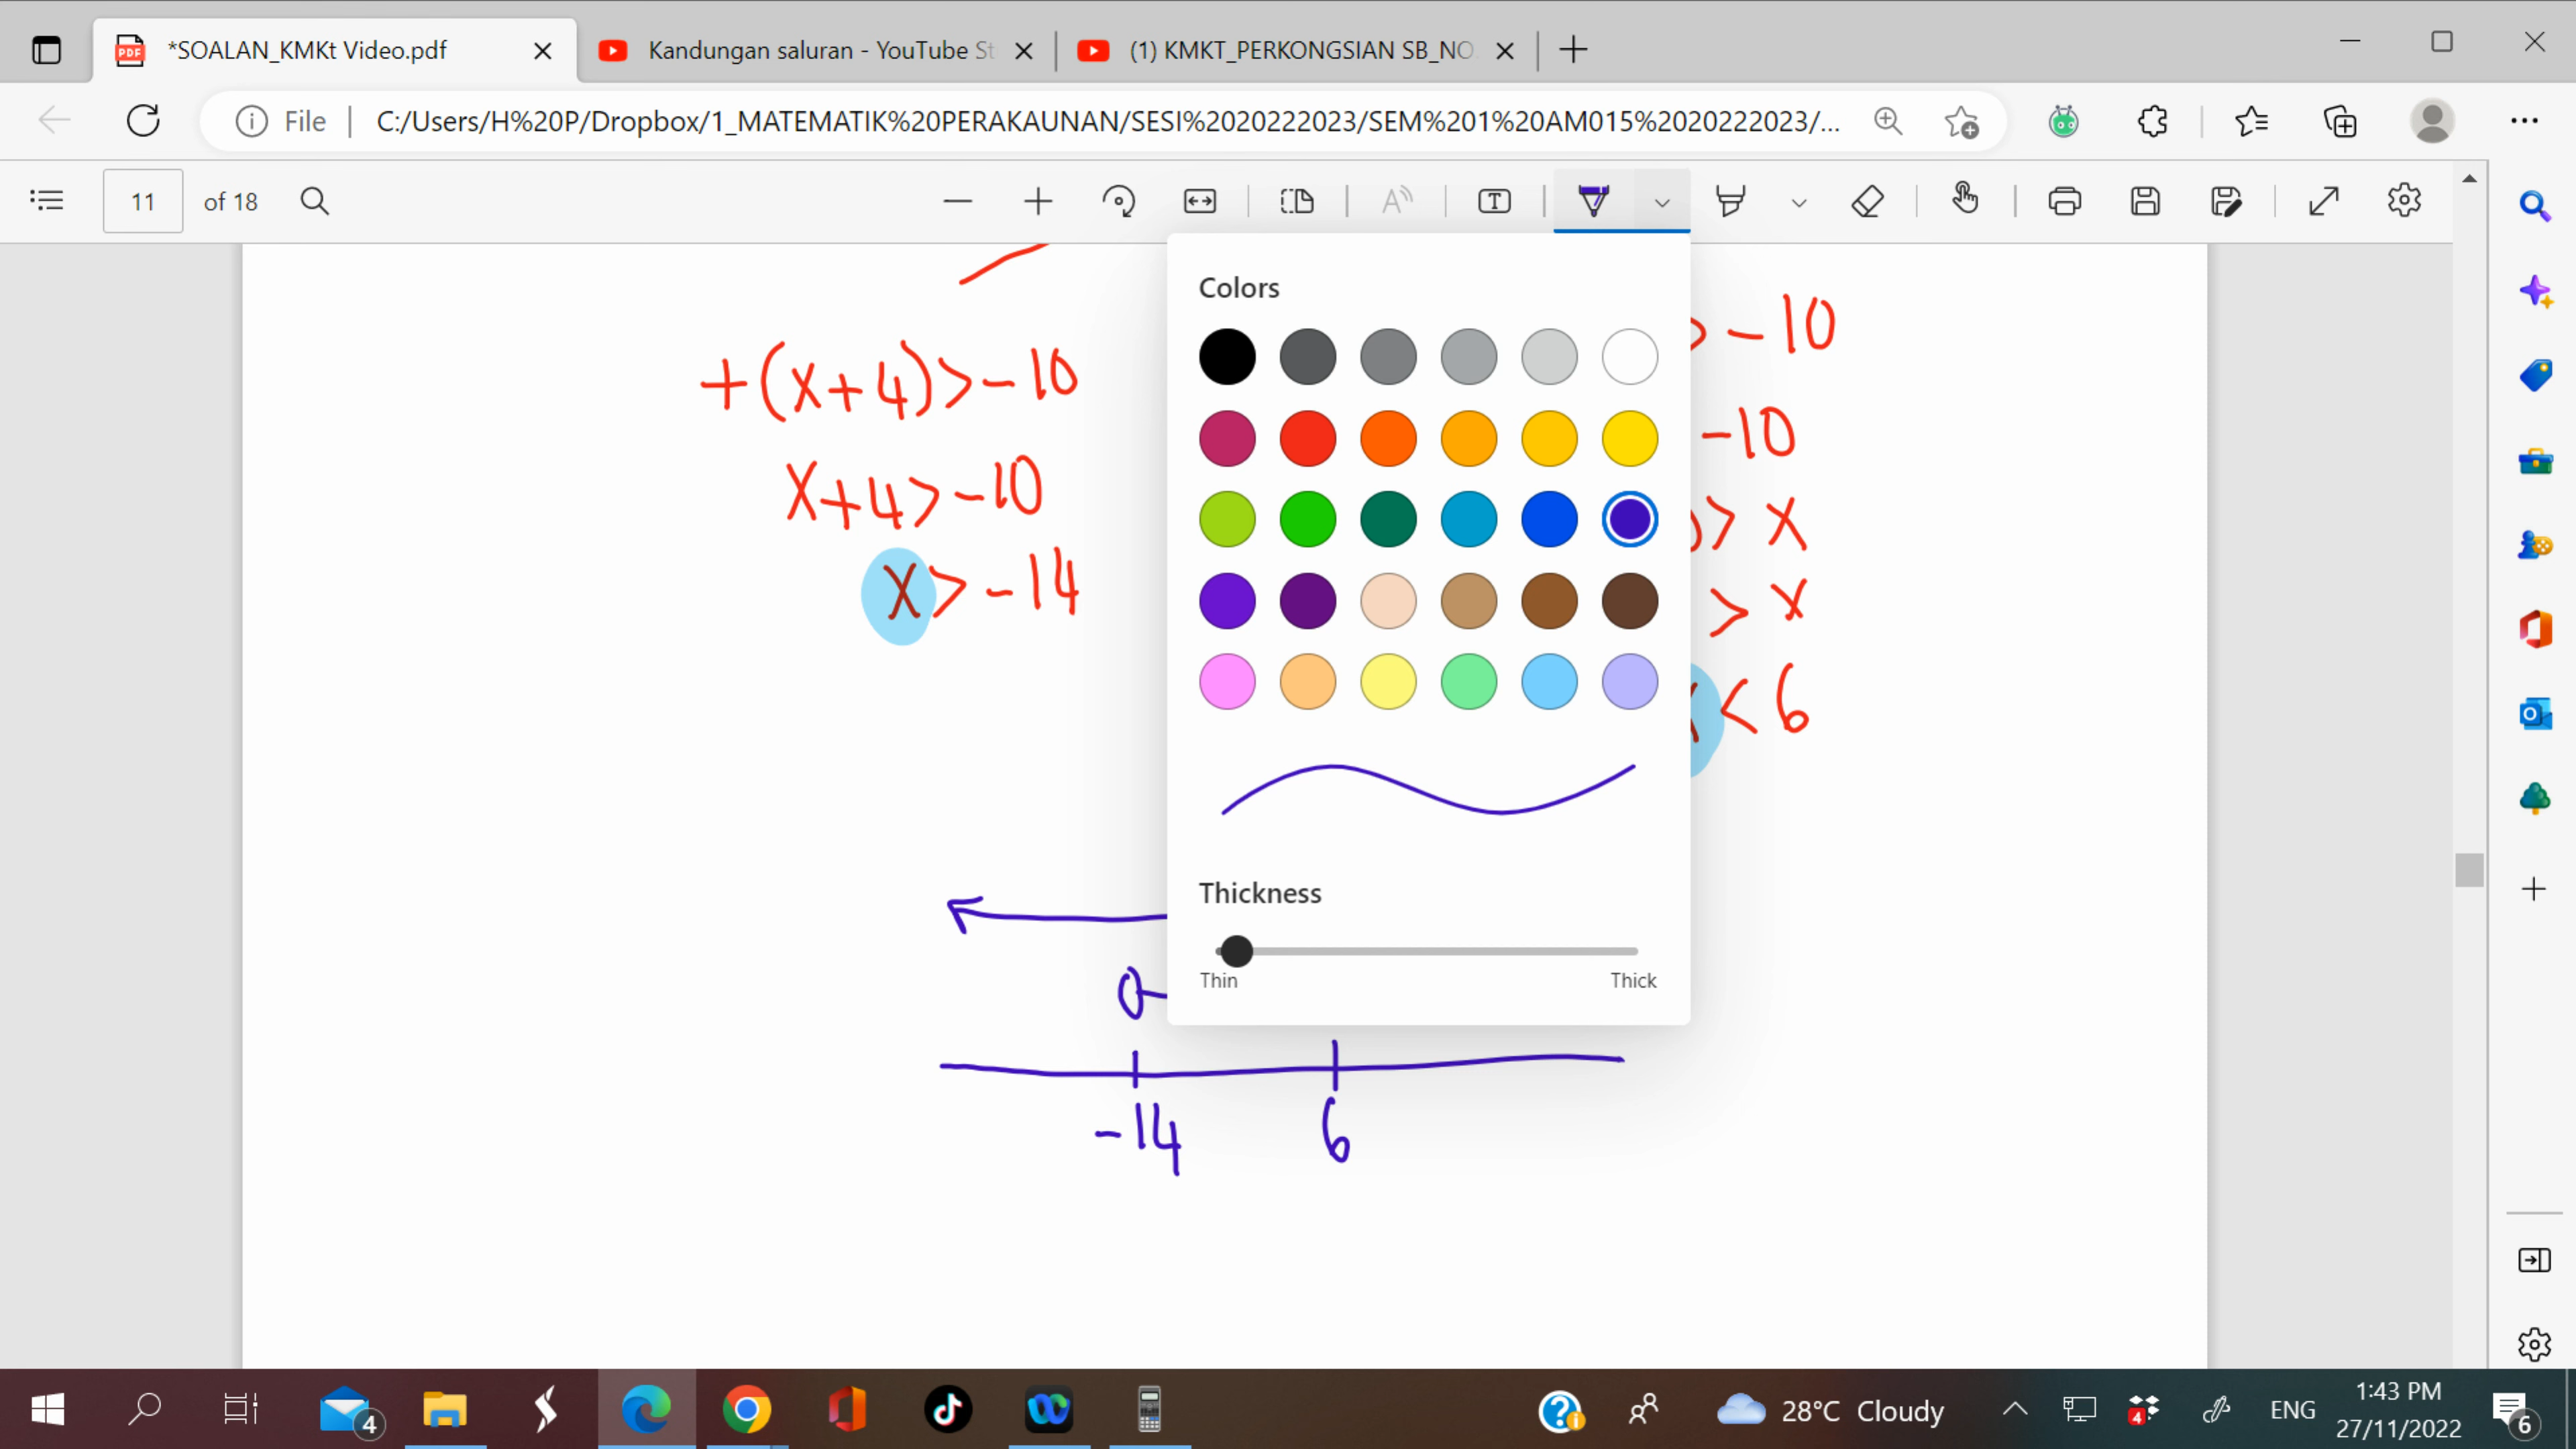 *SOALAN_KMKt Video.pdf
Kandungan saluran - YouTube St
(1) KMKT_PERKONGSIAN SB_NO
File
C:/Users/H%20P/Dropbox/1_MATEMATIK%20PERAKAUNAN/SESI%2020222023/SEM%201%20AM015%2020222023/...
11 of 18
+(x+4)>-10
x+4>-10
x>-14
Colors
Thickness
Thin Thick
>-10
-10
> x
> x
x<6
-14 6
4
28°C Cloudy
4
ENG
1:43 PM
27/11/2022
6